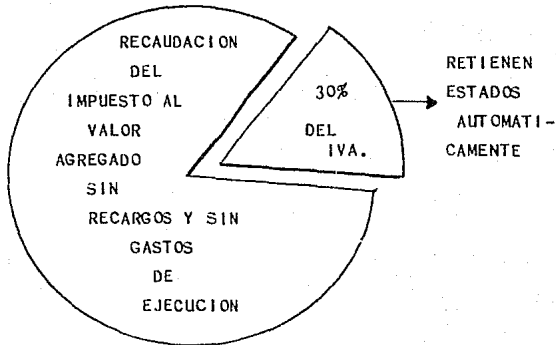 RECAUDACION
DEL
IMPUESTO AL
VALOR
AGREGADO
SIN
RECARGOS Y SIN
GASTOS
DE
EJECUCION
30%
DEL
IVA.
RETIENEN
ESTADOS
AUTOMATI-
CAMENTE